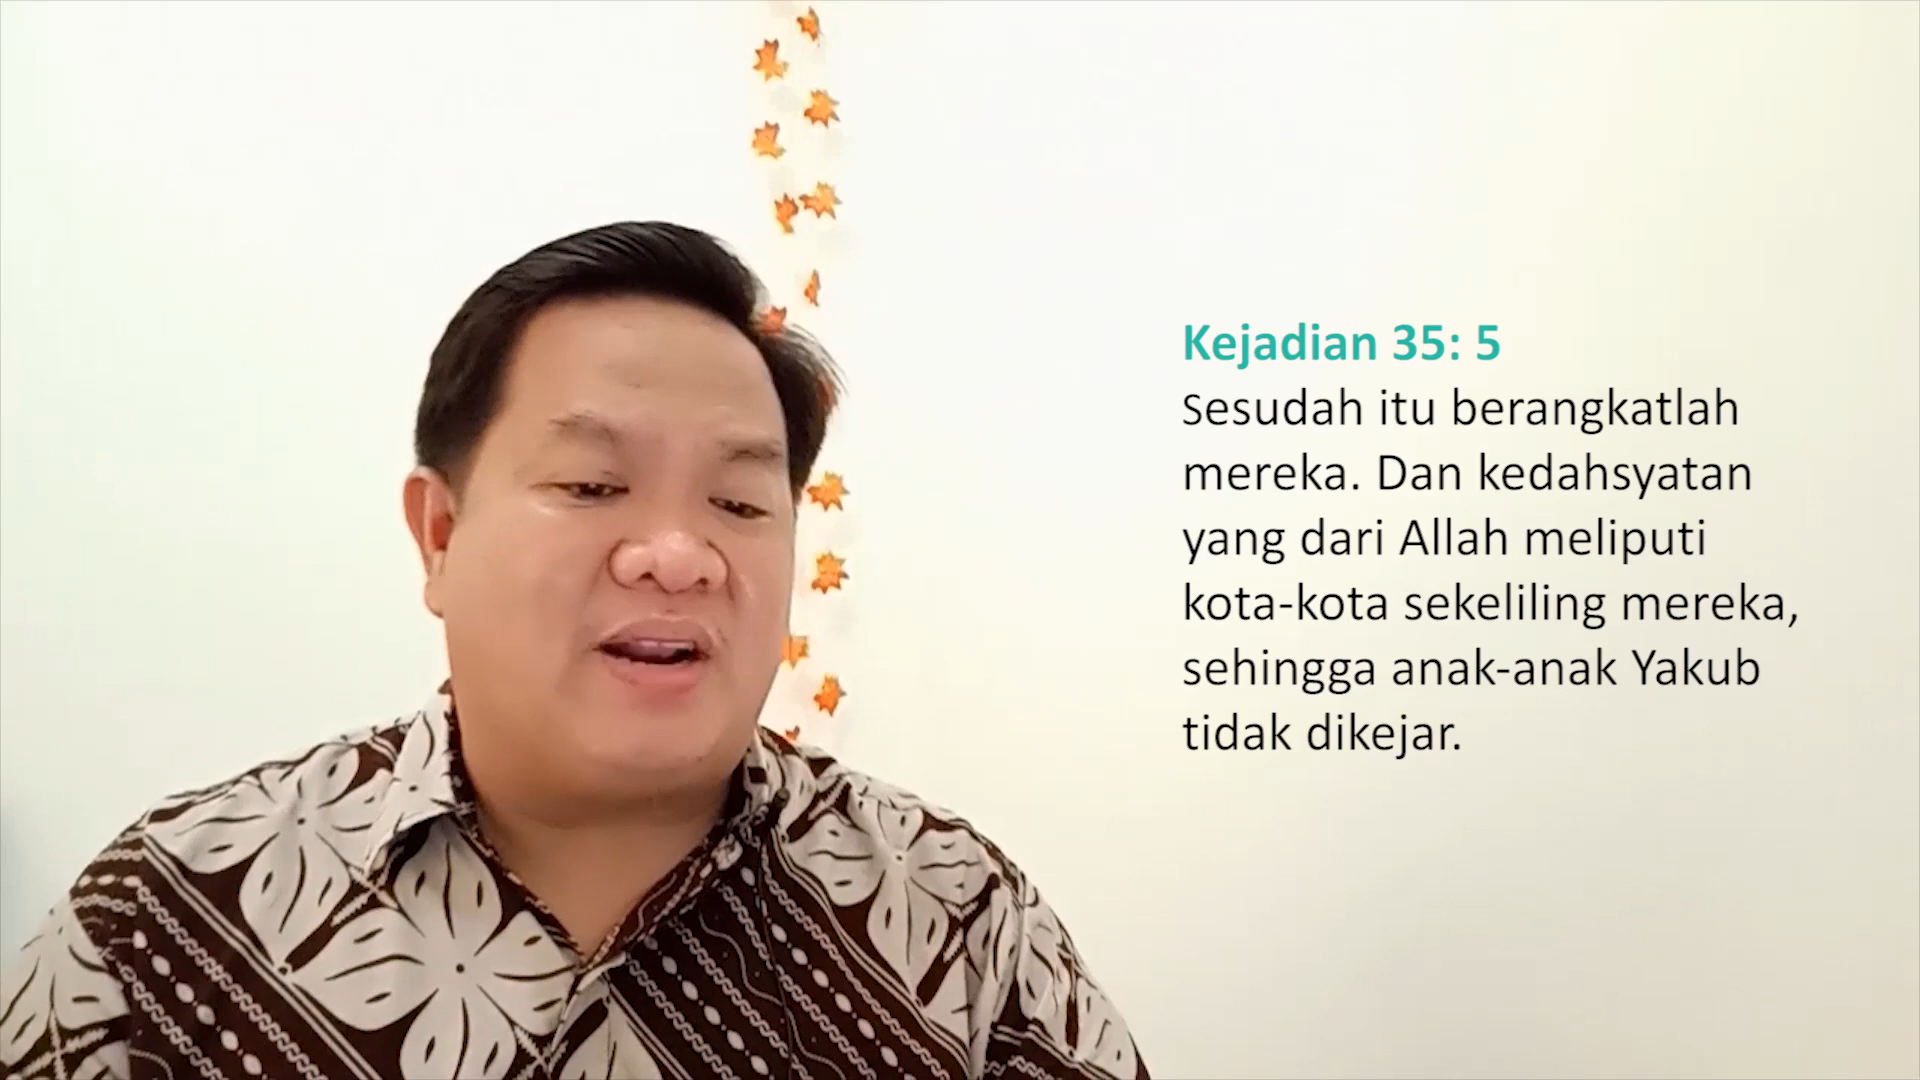 Kejadian 35: 5
Sesudah itu berangkatlah
mereka. Dan kedahsyatan
yang dari Allah meliputi
kota-kota sekeliling mereka,
sehingga anak-anak Yakub
tidak dikejar.